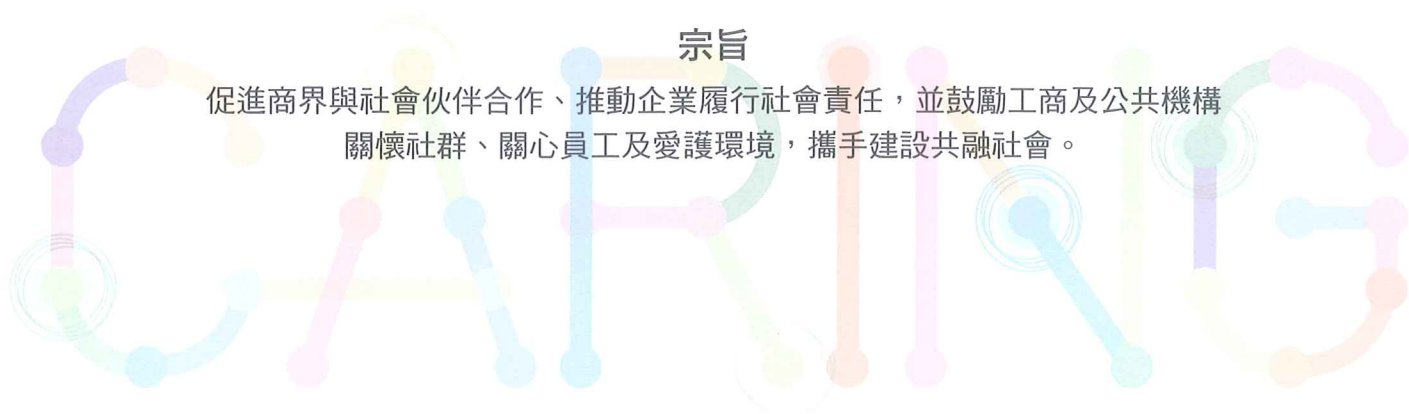 宗旨
促進商界與社會伙伴合作、推動企業履行社會責任，並鼓勵工商及公共機構
關懷社群、關心員工及愛護環境，攜手建設共融社會。
CARING